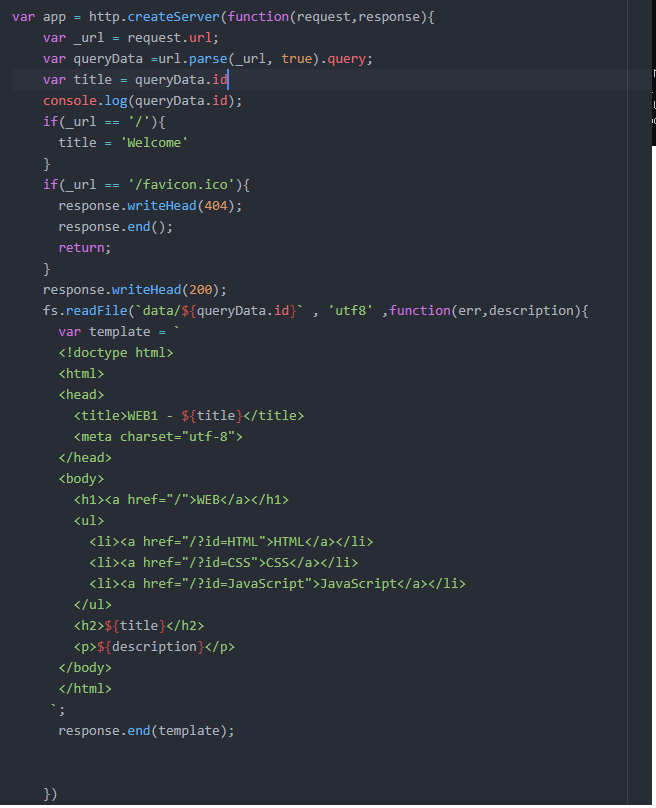 var app = http.createServer(function(request,response){
    var _url = request.url;
    var queryData =url.parse(_url, true).query;
    var title = queryData.id
    console.log(queryData.id);
    if(_url == '/'){
      title = 'Welcome'
    }
    if(_url == '/favicon.ico'){
      response.writeHead(404);
      response.end();
      return;
    }
    response.writeHead(200);
    fs.readFile(`data/${queryData.id}` , 'utf8' ,function(err,description){
      var template = `
      <!doctype html>
      <html>
      <head>
        <title>WEB1 - ${title}</title>
        <meta charset="utf-8">
      </head>
      <body>
        <h1><a href="/">WEB</a></h1>
        <ul>
          <li><a href="/?id=HTML">HTML</a></li>
          <li><a href="/?id=CSS">CSS</a></li>
          <li><a href="/?id=JavaScript">JavaScript</a></li>
        </ul>
        <h2>${title}</h2>
        <p>${description}</p>
      </body>
      </html>
     `;
      response.end(template);
    })